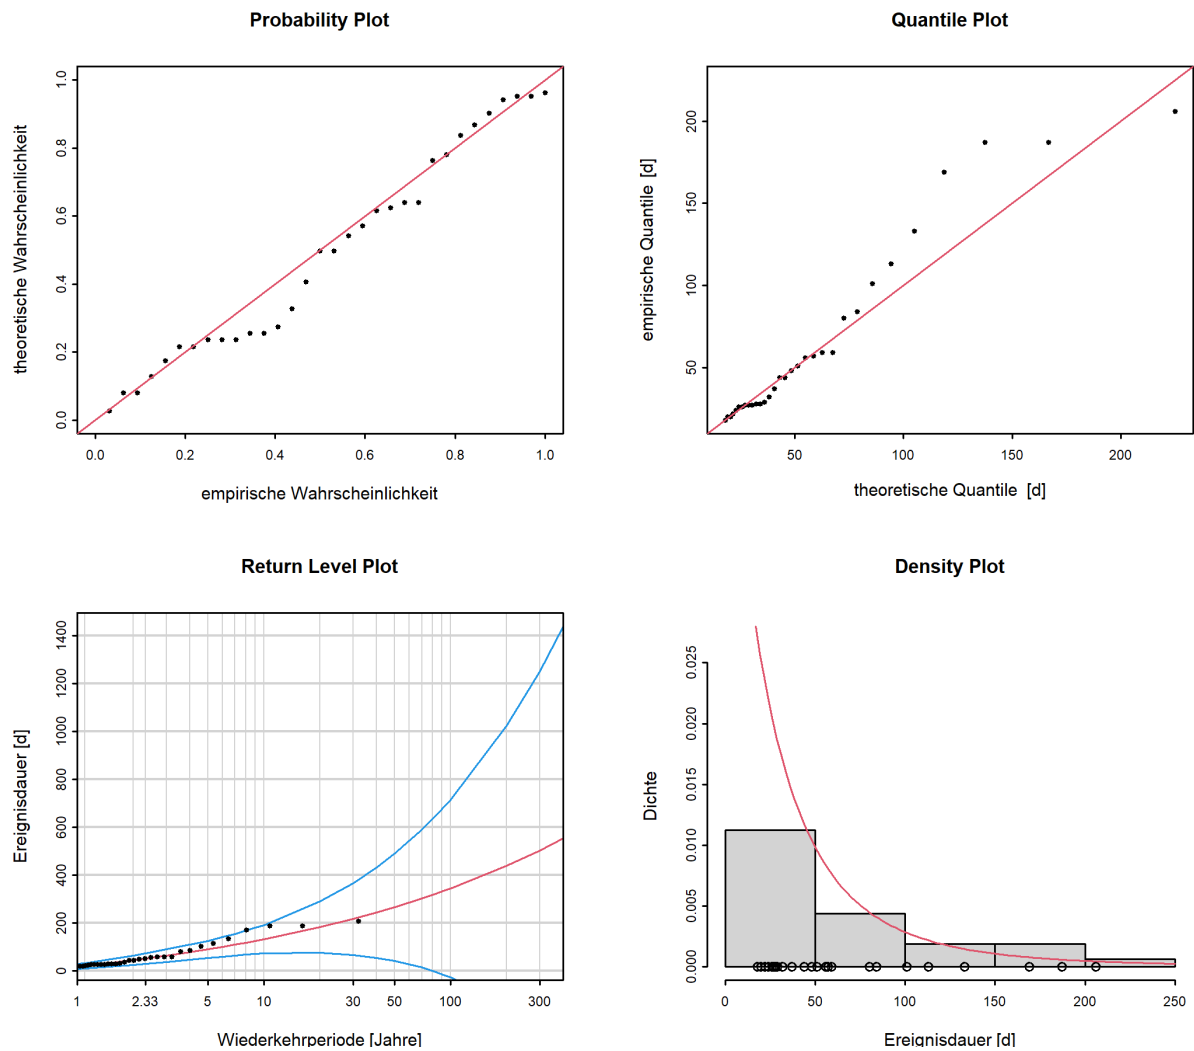 Probability Plot
theoretische Wahrscheinlichkeit
1.0
0.8
0.6
0.4
0.2
0.0
0.0 0.2 0.4 0.6 0.8 1.0
empirische Wahrscheinlichkeit
Quantile Plot
empirische Quantile [d]
200
150
100
50
50 100 150 200
theoretische Quantile [d]
Return Level Plot
Ereignisdauer [d]
1400
1200
1000
800
600
400
200
0
1 2.33 5 10 30 50 100 300
Wiederkehrperiode [Jahre]
Density Plot
Dichte
0.025
0.020
0.015
0.010
0.005
0.000
0 50 100 150 200 250
Ereignisdauer [d]